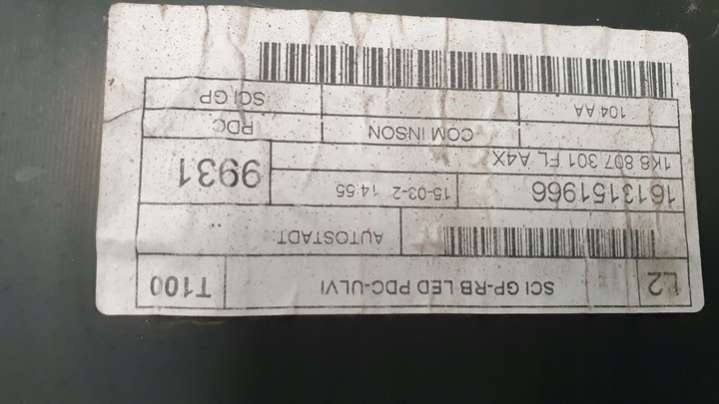 L2 SCI GP-RB LED PDC-ULVI T100
AUTOSTADT:
1613151966 15-03-2 14:55 9931
1K8 807 301 FL A4X
COM INSON PDC
104 AA SCI GP